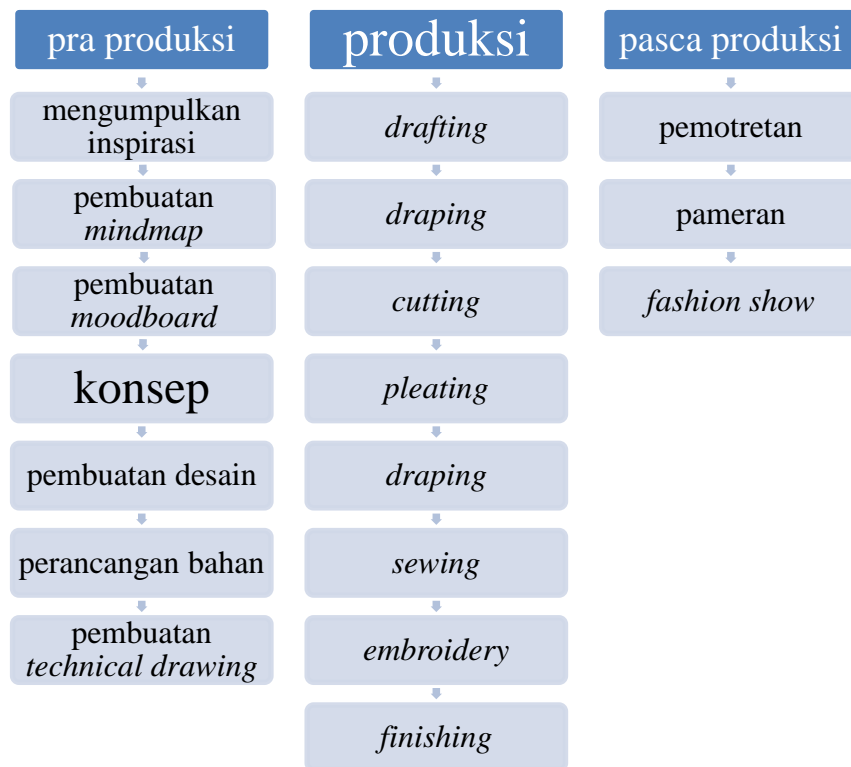 pra produksi
mengumpulkan
inspirasi
pembuatan
mindmap
pembuatan
moodboard
konsep
pembuatan desain
perancangan bahan
pembuatan
technical drawing
produksi
drafting
draping
cutting
pleating
draping
sewing
embroidery
finishing
pasca produksi
pemotretan
pameran
fashion show